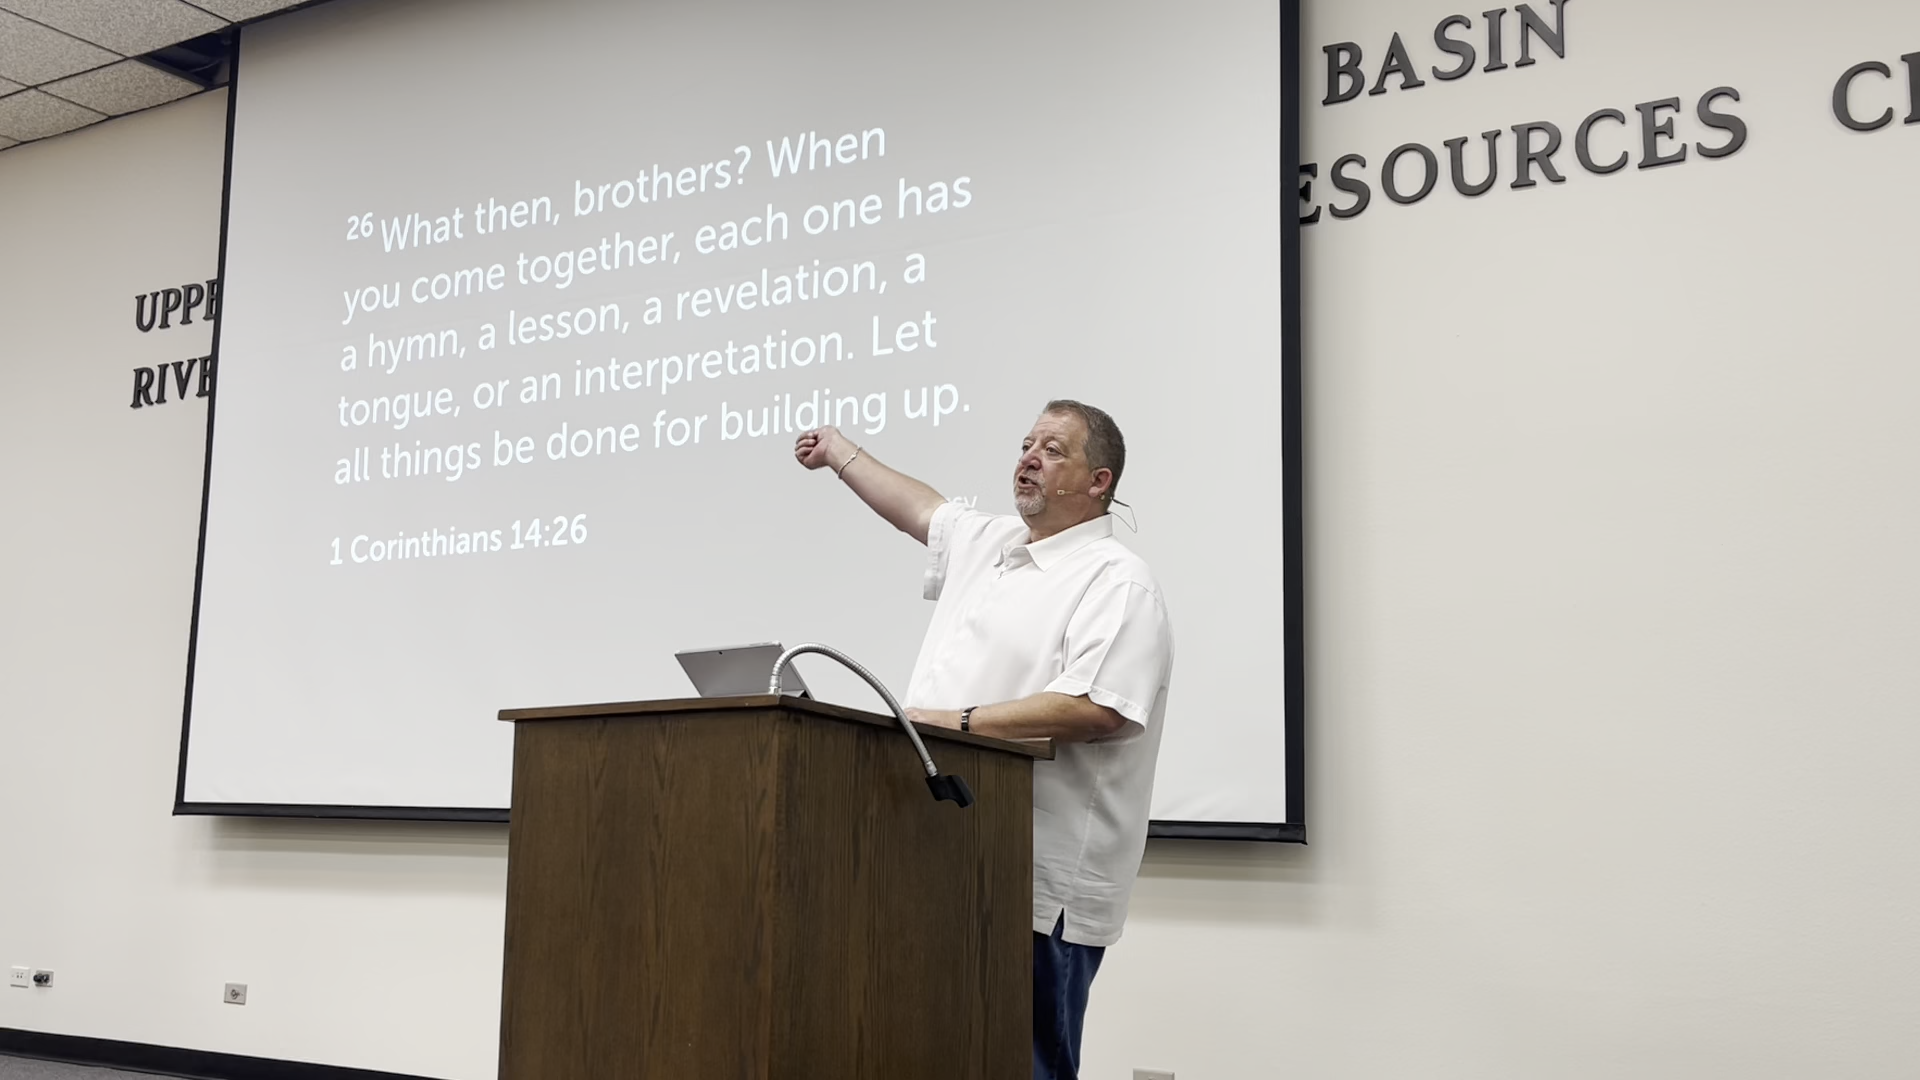 BASIN
ESOURCES
26 What then, brothers? When
you come together, each one has
a hymn, a lesson, a revelation, a
tongue, or an interpretation. Let
all things be done for building up.
1 Corinthians 14:26
UPPE
RIVE